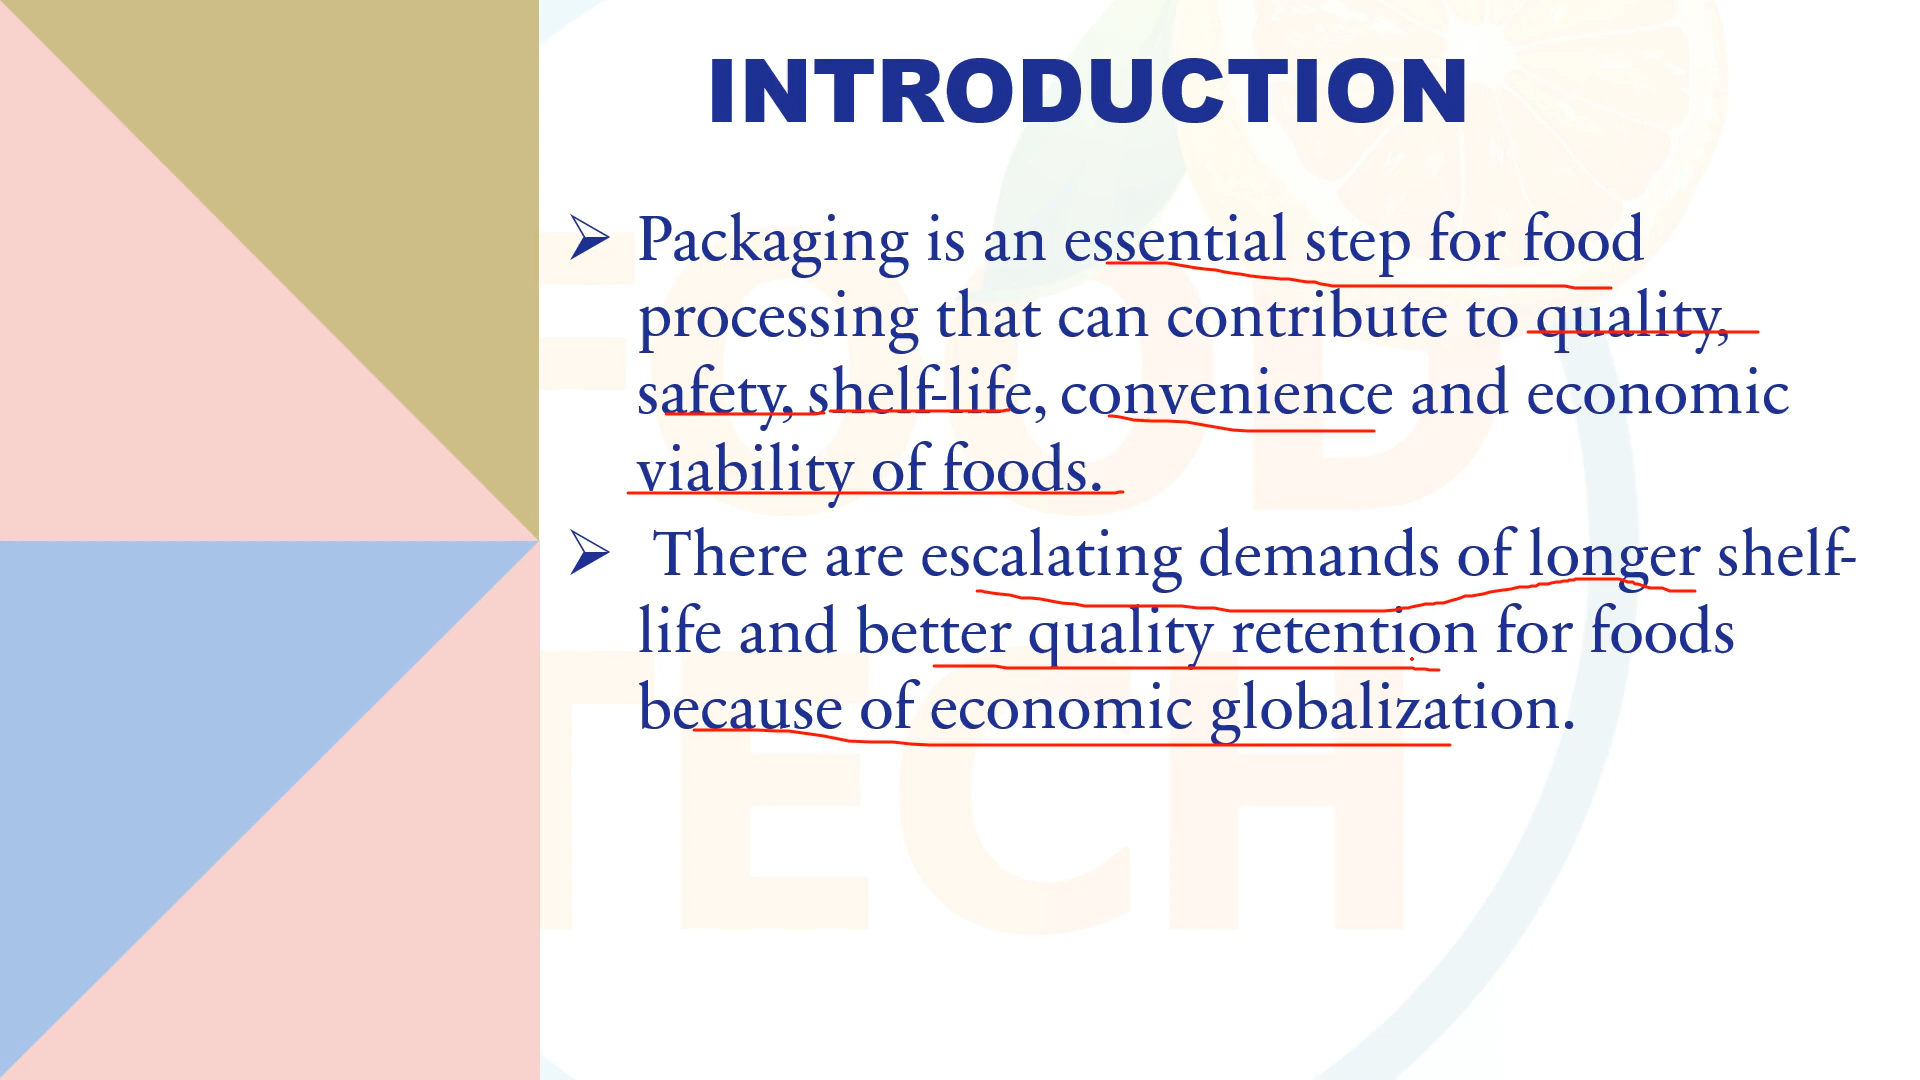 INTRODUCTION
➢ Packaging is an essential step for food
processing that can contribute to quality,
safety, shelf-life, convenience and economic
viability of foods.
➢ There are escalating demands of longer shelf-
life and better quality retention for foods
because of economic globalization.
FOOD
TECH